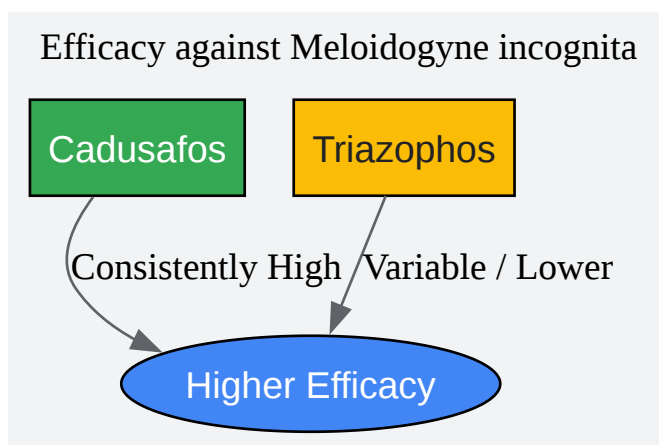 Efficacy against Meloidogyne incognita
Cadusafos
Triazophos
Consistently High
Variable / Lower
Higher Efficacy